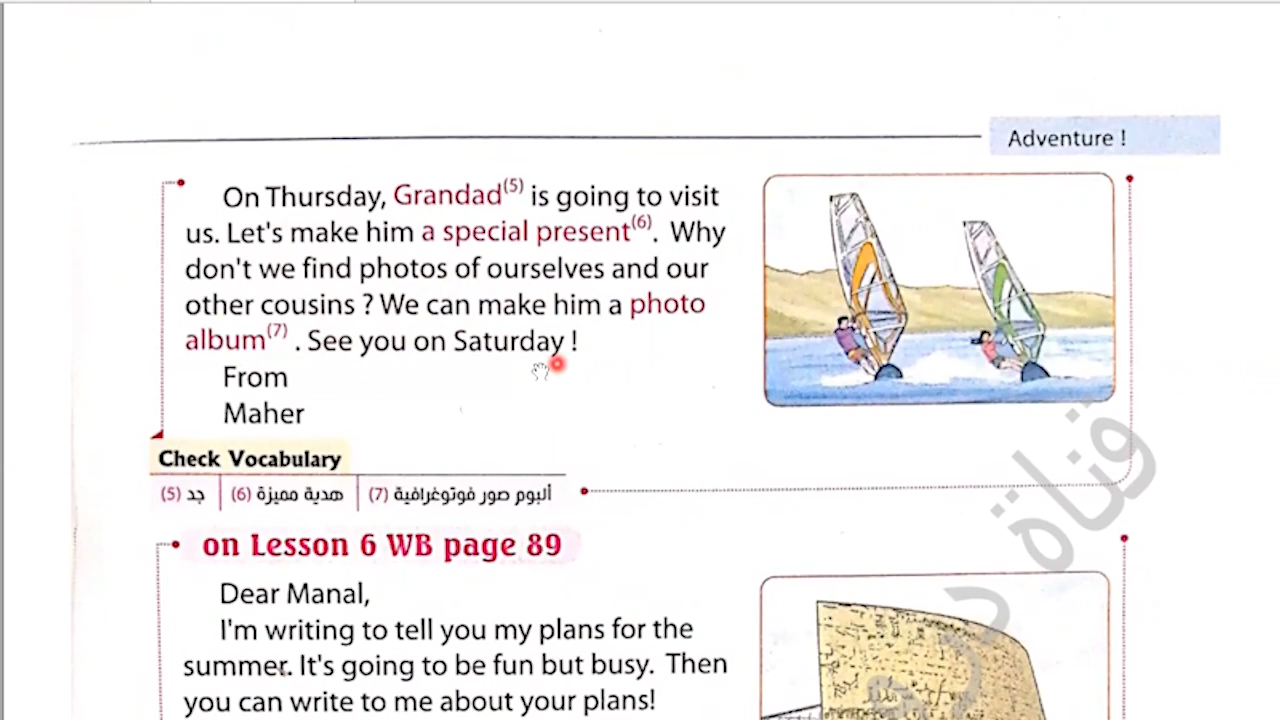 Adventure !
On Thursday, Grandad(5) is going to visit
us. Let's make him a special present(6). Why
don't we find photos of ourselves and our
other cousins ? We can make him a photo
album(7) . See you on Saturday !
From
Maher
Check Vocabulary
(5) جد
(6) هدية مميزة
(7) ألبوم صور فوتوغرافية
on Lesson 6 WB page 89
Dear Manal,
I'm writing to tell you my plans for the
summer. It's going to be fun but busy. Then
you can write to me about your plans!
قناة